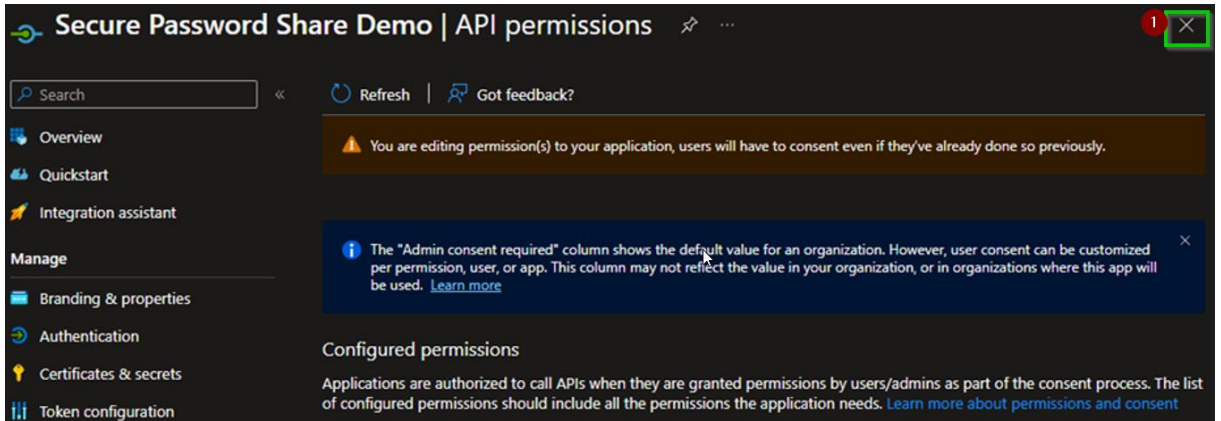 Secure Password Share Demo | API permissions
1
Search
Refresh
Got feedback?
Overview
Quickstart
Integration assistant
Manage
Branding & properties
Authentication
Certificates & secrets
Token configuration
You are editing permission(s) to your application, users will have to consent even if they've already done so previously.
The "Admin consent required" column shows the default value for an organization. However, user consent can be customized
per permission, user, or app. This column may not reflect the value in your organization, or in organizations where this app will
be used. Learn more
Configured permissions
Applications are authorized to call APIs when they are granted permissions by users/admins as part of the consent process. The list
of configured permissions should include all the permissions the application needs. Learn more about permissions and consent